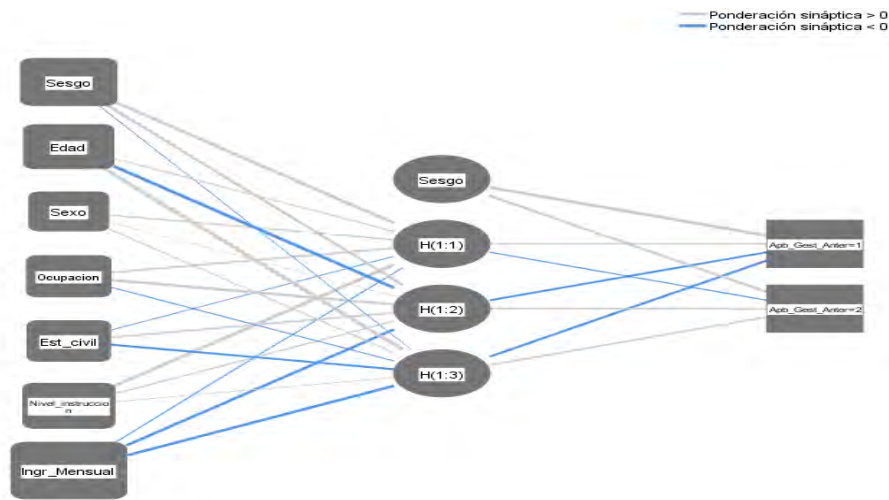 Ponderación sináptica > 0
Ponderación sináptica < 0
Sesgo
Edad
Sexo
Ocupacion
Est_civil
Nivel_instruccio
n
Ingr_Mensual
Sesgo
H(1:1)
H(1:2)
H(1:3)
Apb_Gest_Anter=1
Apb_Gest_Anter=2